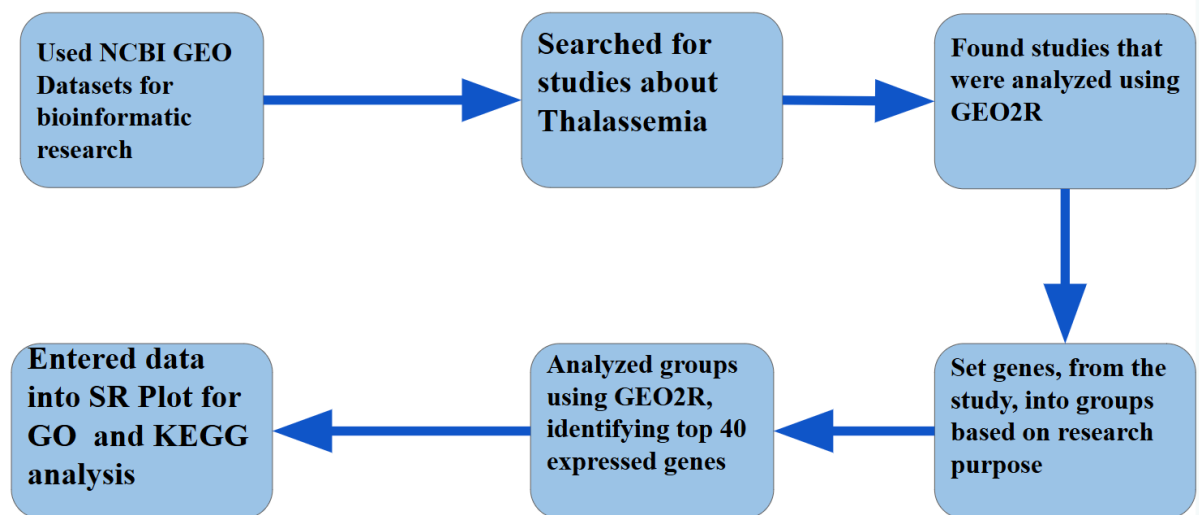 Used NCBI GEO
Datasets for
bioinformatic
research
Searched for
studies about
Thalassemia
Found studies that
were analyzed using
GEO2R
Set genes, from the
study, into groups
based on research
purpose
Analyzed groups
using GEO2R,
identifying top 40
expressed genes
Entered data
into SR Plot for
GO and KEGG
analysis